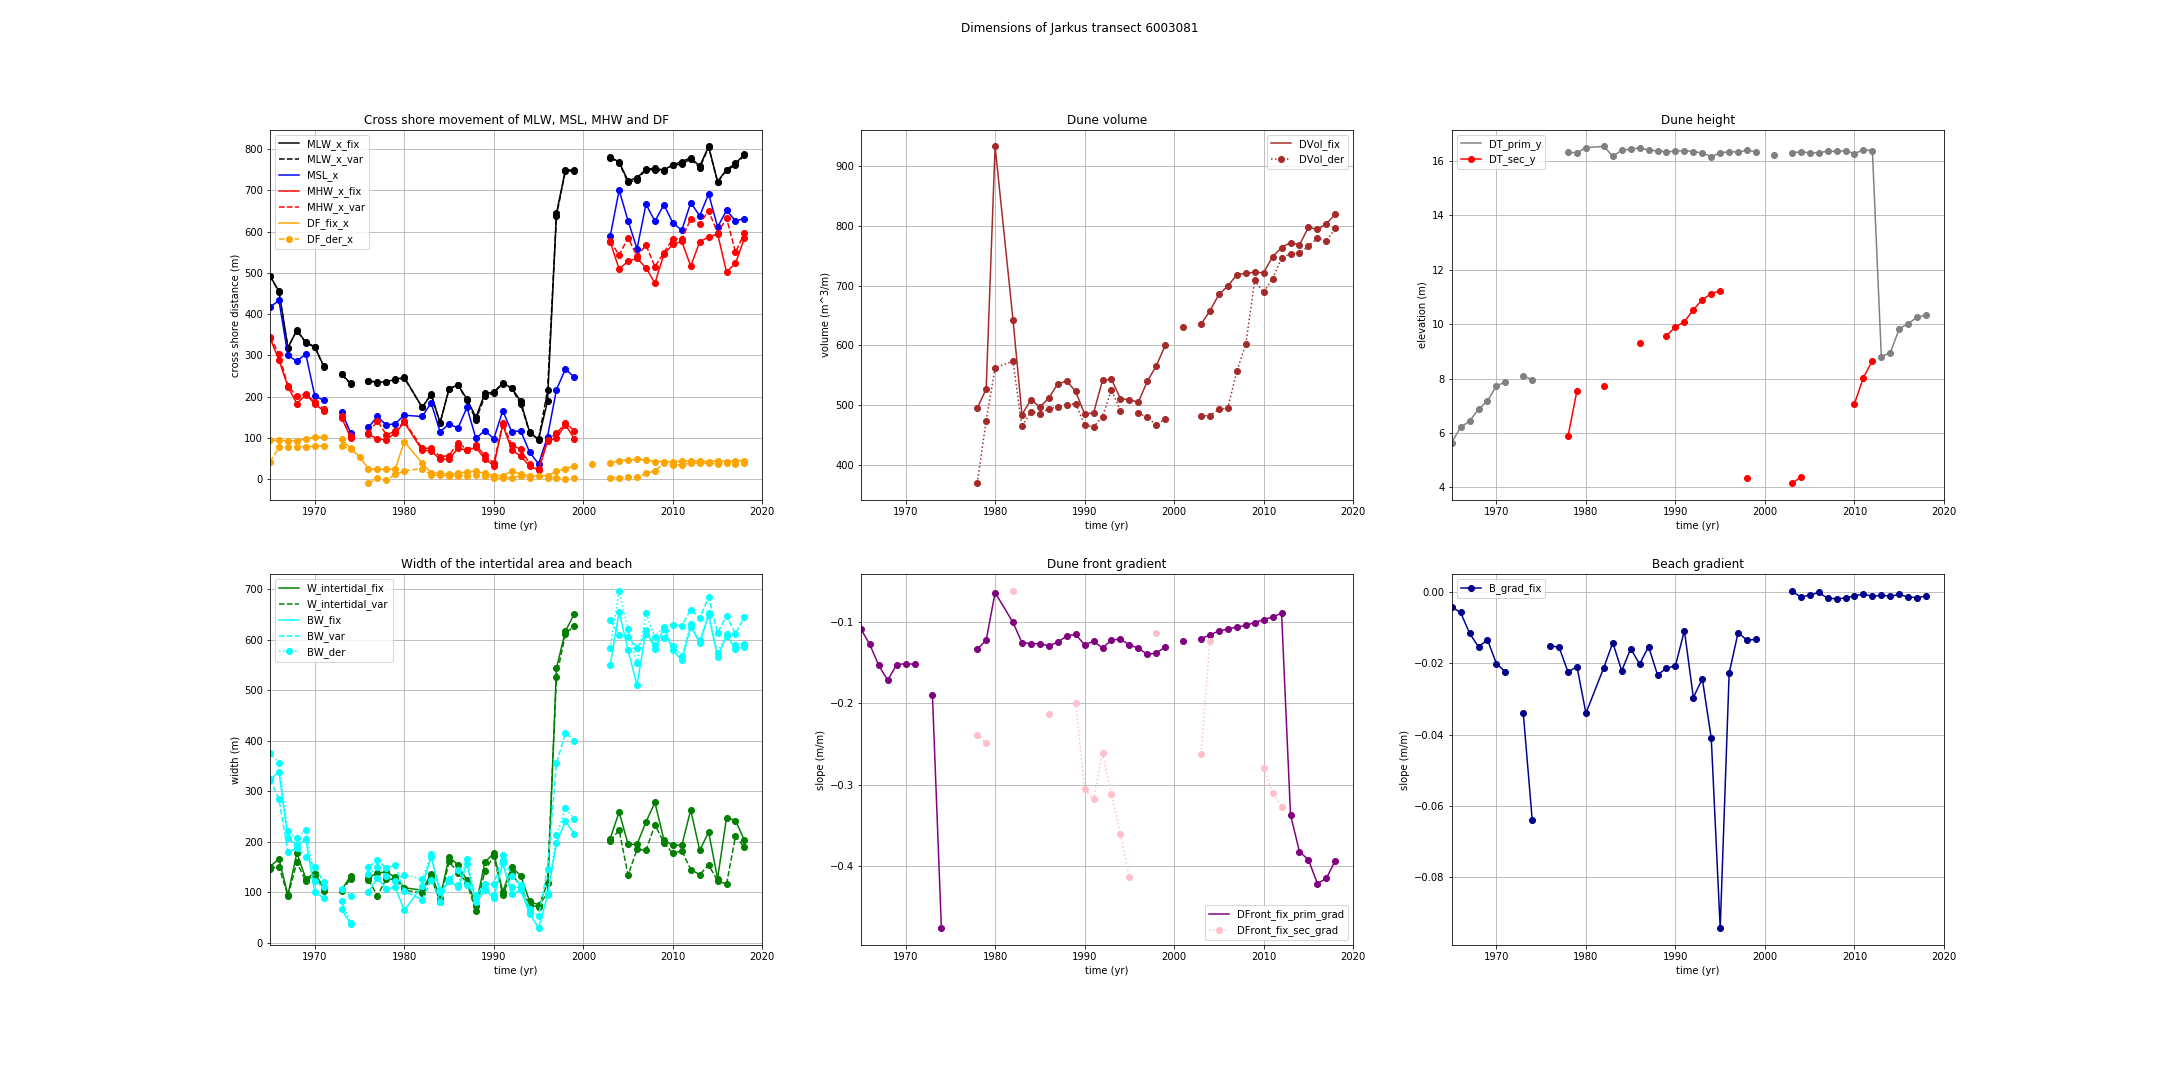 Dimensions of Jarkus transect 6003081
Cross shore movement of MLW, MSL, MHW and DF
MLW_x_fix
MLW_x_var
MSL_x
MHW_x_fix
MHW_x_var
DF_fix_x
DF_der_x
cross shore distance (m)
800
700
600
500
400
300
200
100
0
1970 1980 1990 2000 2010 2020
time (yr)
Dune volume
DVol_fix
DVol_der
volume (m^3/m)
900
800
700
600
500
400
1970 1980 1990 2000 2010 2020
time (yr)
Dune height
DT_prim_y
DT_sec_y
elevation (m)
16
14
12
10
8
6
4
1970 1980 1990 2000 2010 2020
time (yr)
Width of the intertidal area and beach
W_intertidal_fix
W_intertidal_var
BW_fix
BW_var
BW_der
width (m)
700
600
500
400
300
200
100
0
1970 1980 1990 2000 2010 2020
time (yr)
Dune front gradient
DFront_fix_prim_grad
DFront_fix_sec_grad
slope (m/m)
−0.1
−0.2
−0.3
−0.4
1970 1980 1990 2000 2010 2020
time (yr)
Beach gradient
B_grad_fix
slope (m/m)
0.00
−0.02
−0.04
−0.06
−0.08
1970 1980 1990 2000 2010 2020
time (yr)